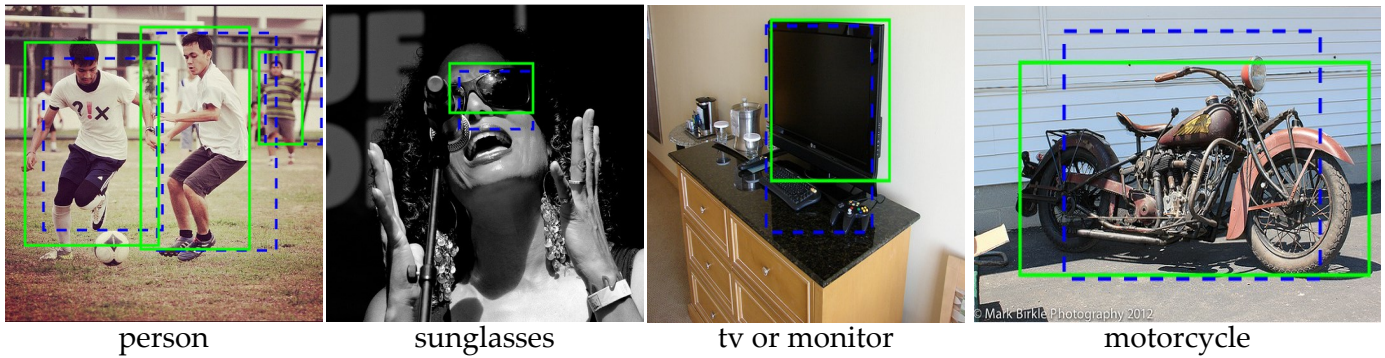 ?!X
© Mark Birkle Photography 2012
person
sunglasses
tv or monitor
motorcycle